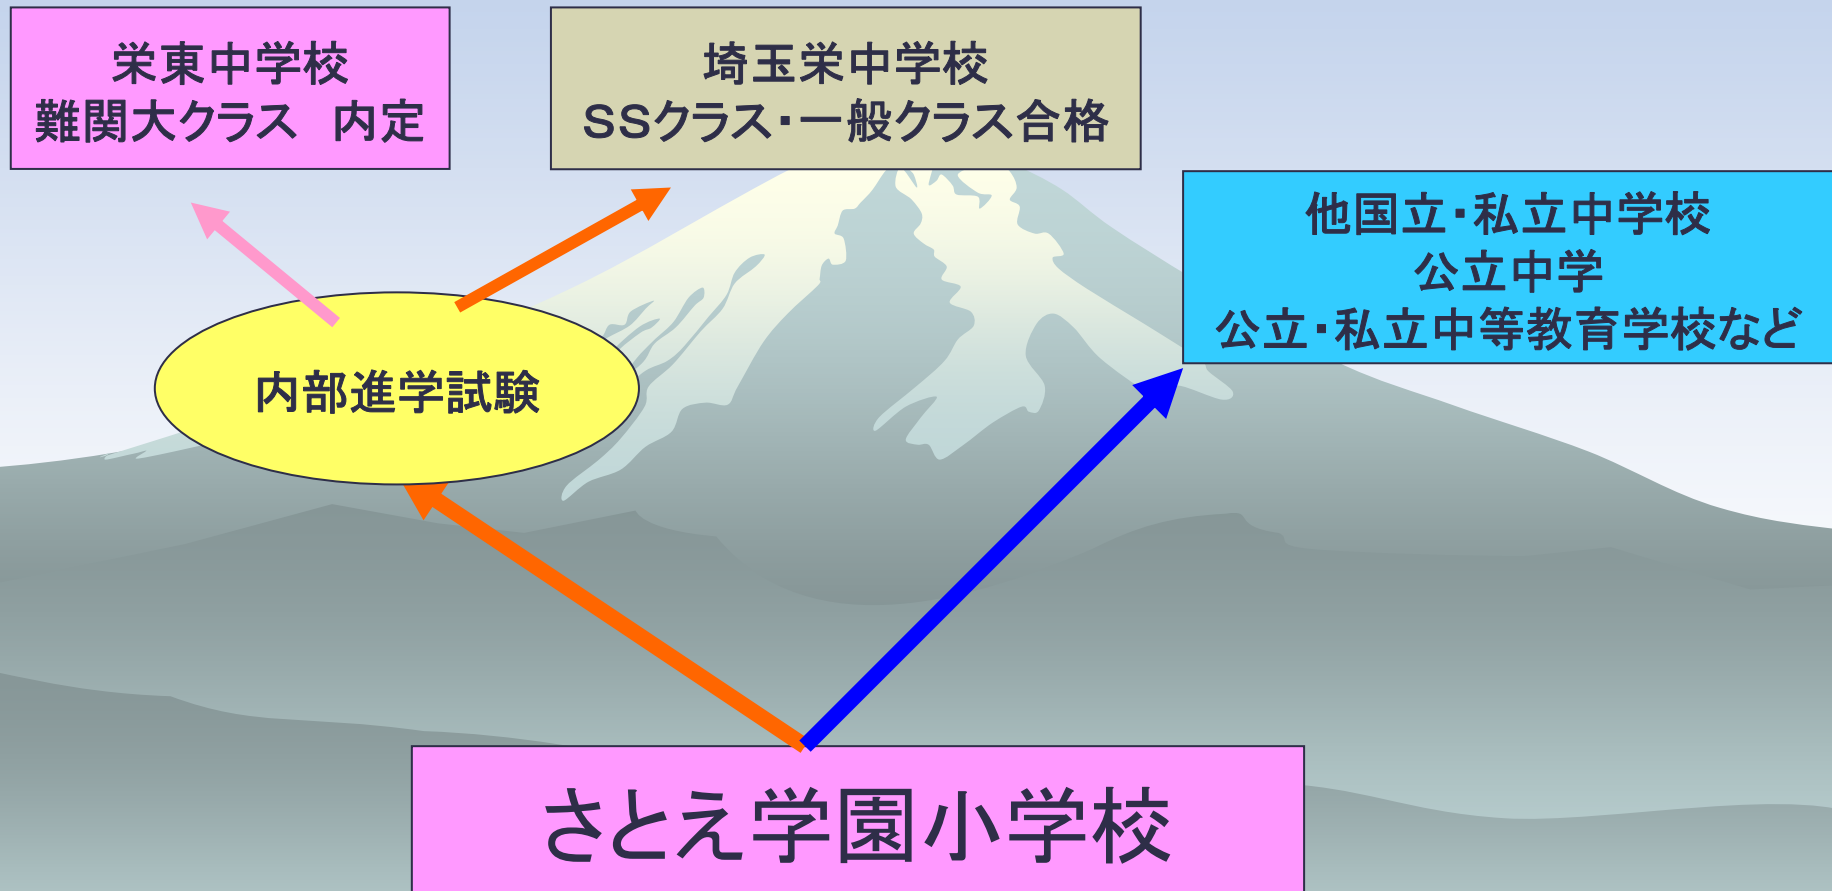 栄東中学校
難関大クラス　内定
埼玉栄中学校
ＳＳクラス・一般クラス合格
他国立・私立中学校
公立中学
公立・私立中等教育学校など
内部進学試験
さとえ学園小学校